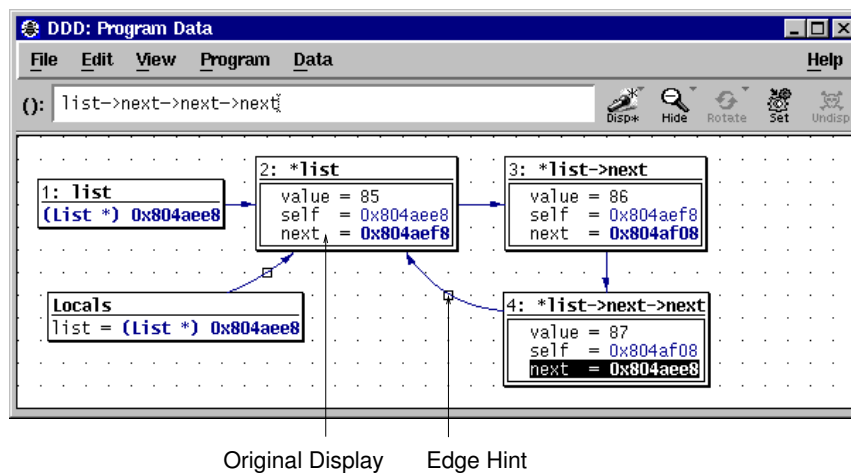 DDD: Program Data
File Edit View Program Data Help
(): list->next->next->next
Disp* Hide Rotate Set Undisp
1: list
(List *) 0x804aee8
2: *list
value = 85
self = 0x804aee8
next = 0x804aef8
3: *list->next
value = 86
self = 0x804aef8
next = 0x804af08
Locals
list = (List *) 0x804aee8
4: *list->next->next
value = 87
self = 0x804af08
next = 0x804aee8
Original Display Edge Hint